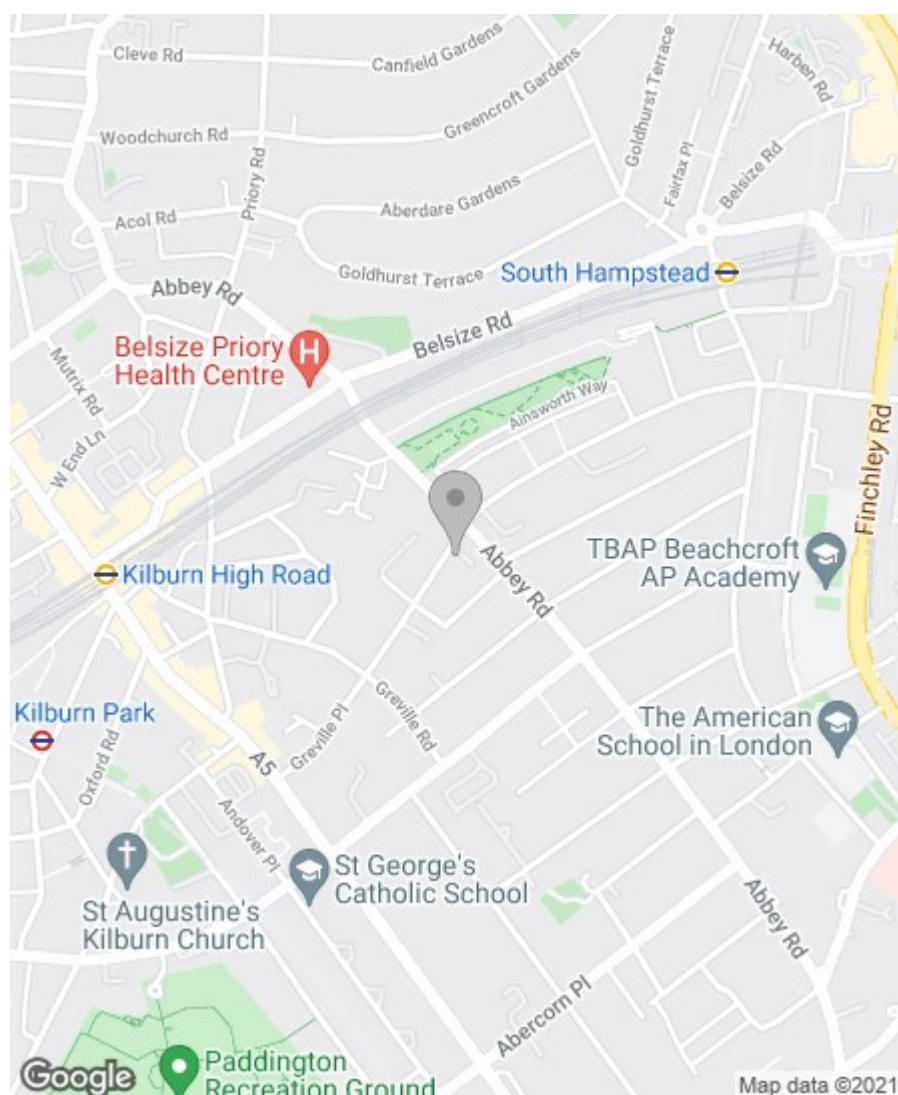 Cleve Rd
Canfield Gardens
Harben Rd
Woodchurch Rd
Greencroft Gardens
Goldhurst Terrace
Priory Rd
Fairfax Pl
Belsize Rd
Acol Rd
Aberdare Gardens
Goldhurst Terrace
South Hampstead
Abbey Rd
Belsize Rd
Belsize Priory
Health Centre
H
Mutrix Rd
Ainsworth Way
W End Ln
Finchley Rd
Abbey Rd
TBAP Beachcroft
AP Academy
Kilburn High Road
Greville Rd
Kilburn Park
Greville Pl
The American
School in London
Oxford Rd
A5
Andover Pl
St George's
Catholic School
St Augustine's
Kilburn Church
Abbey Rd
Abercorn Pl
Paddington
Recreation Ground
Google
Map data ©2021